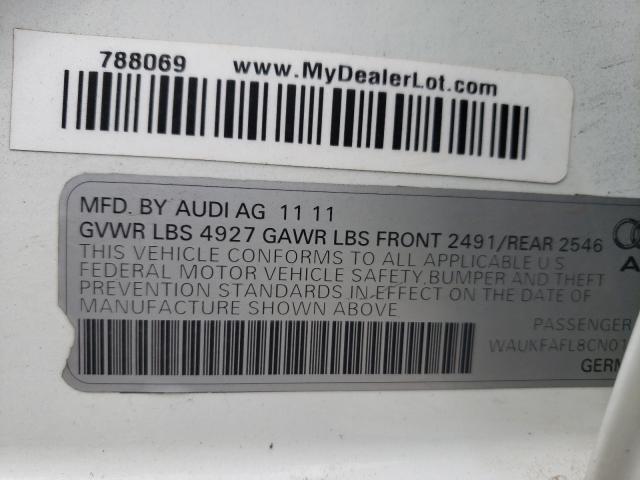 788069 www.MyDealerLot.com
MFD. BY AUDI AG 11 11
GVWR LBS 4927 GAWR LBS FRONT 2491/REAR 2546
THIS VEHICLE CONFORMS TO ALL APPLICABLE U S
FEDERAL MOTOR VEHICLE SAFETY, BUMPER AND THEFT
PREVENTION STANDARDS IN EFFECT ON THE DATE OF
MANUFACTURE SHOWN ABOVE
PASSENGER
WAUKFAFL8CN0